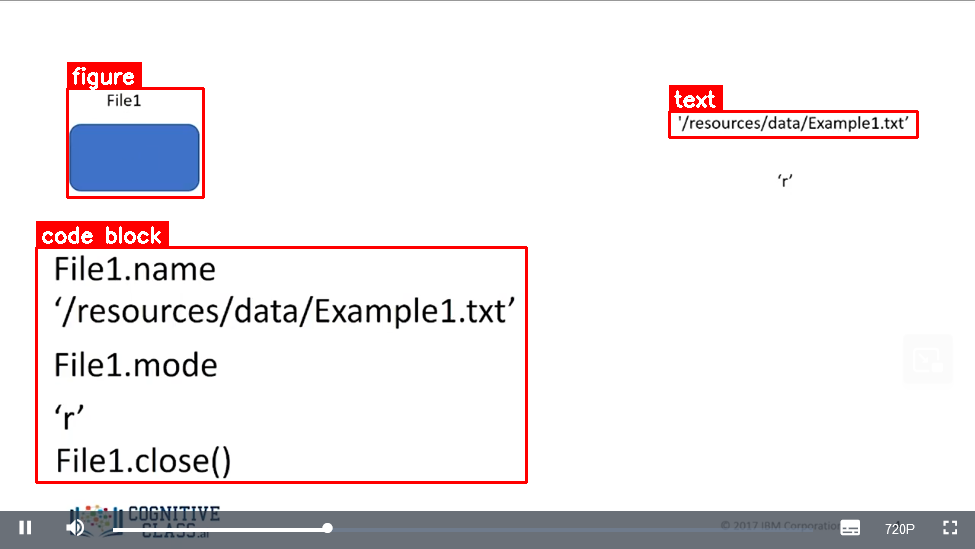 figure
File1
text
'/resources/data/Example1.txt’
‘r’
code block
File1.name
‘/resources/data/Example1.txt’
File1.mode
‘r’
File1.close()
COGNITIVE
CLASS.ai
© 2017 IBM Corporation
720P